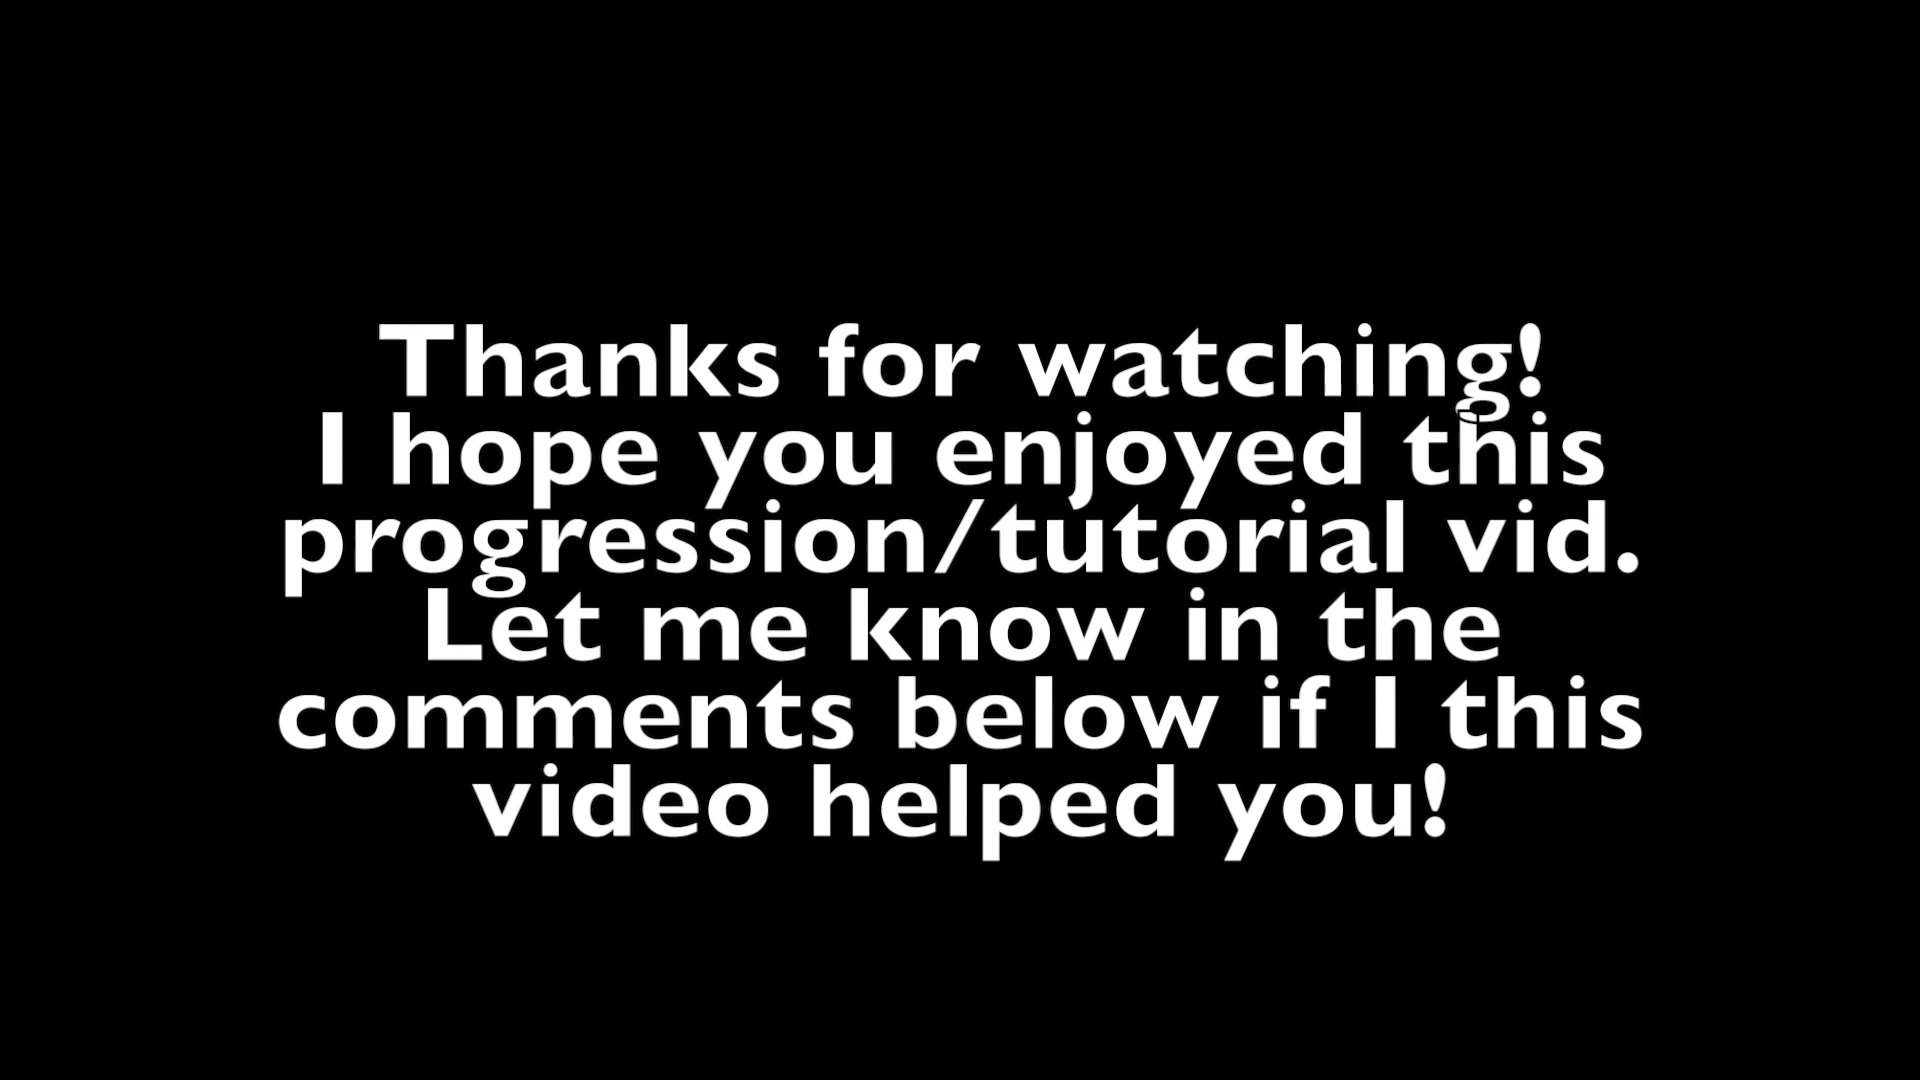 Thanks for watching!
I hope you enjoyed this
progression/tutorial vid.
Let me know in the
comments below if I this
video helped you!